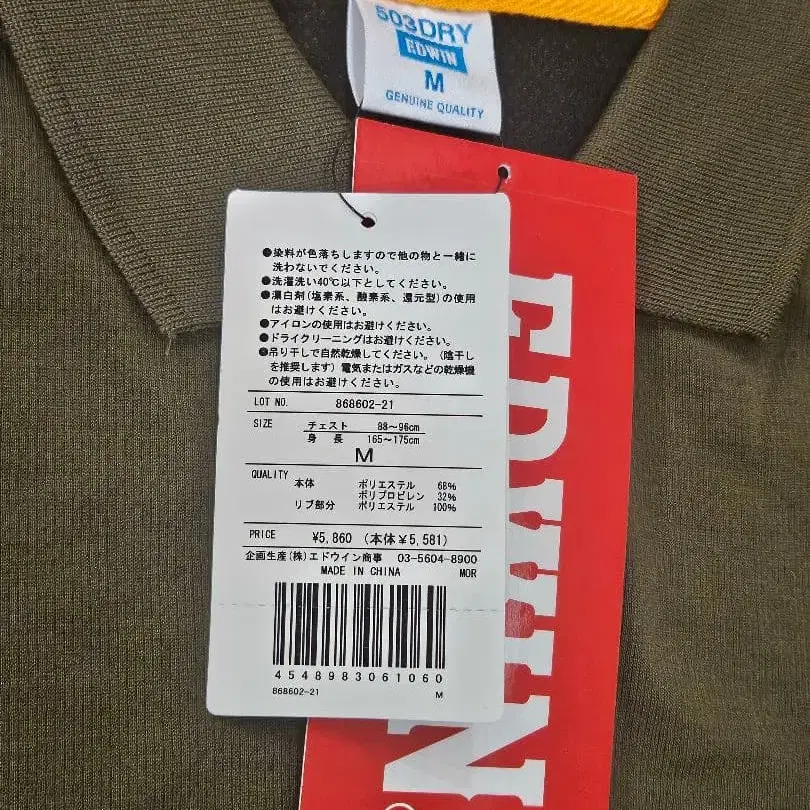 503DRY
EDWIN
M
GENUINE QUALITY
●染料が色落ちしますので他の物と一緒に
洗わないでください。
●洗濯洗い40℃以下としてください。
●漂白剤(塩素系、酸素系、還元型)の使用
はお避けください。
●アイロンの使用はお避けください。
●ドライクリーニングはお避けください。
●吊り干しで自然乾燥してください。(陰干し
を推奨します)電気またはガスなどの乾燥機
の使用はお避けください。
LOT NO. 868602-21
SIZE チェスト 88～96cm
身長 165～175cm
M
QUALITY
本体 ポリエステル 68%
ポリプロピレン 32%
リブ部分 ポリエステル 100%
PRICE ¥5,860 (本体¥5,581)
企画生産(株)エドウイン商事 03-5604-8900
MADE IN CHINA MOR
4548983061060
868602-21 M
EDWIN